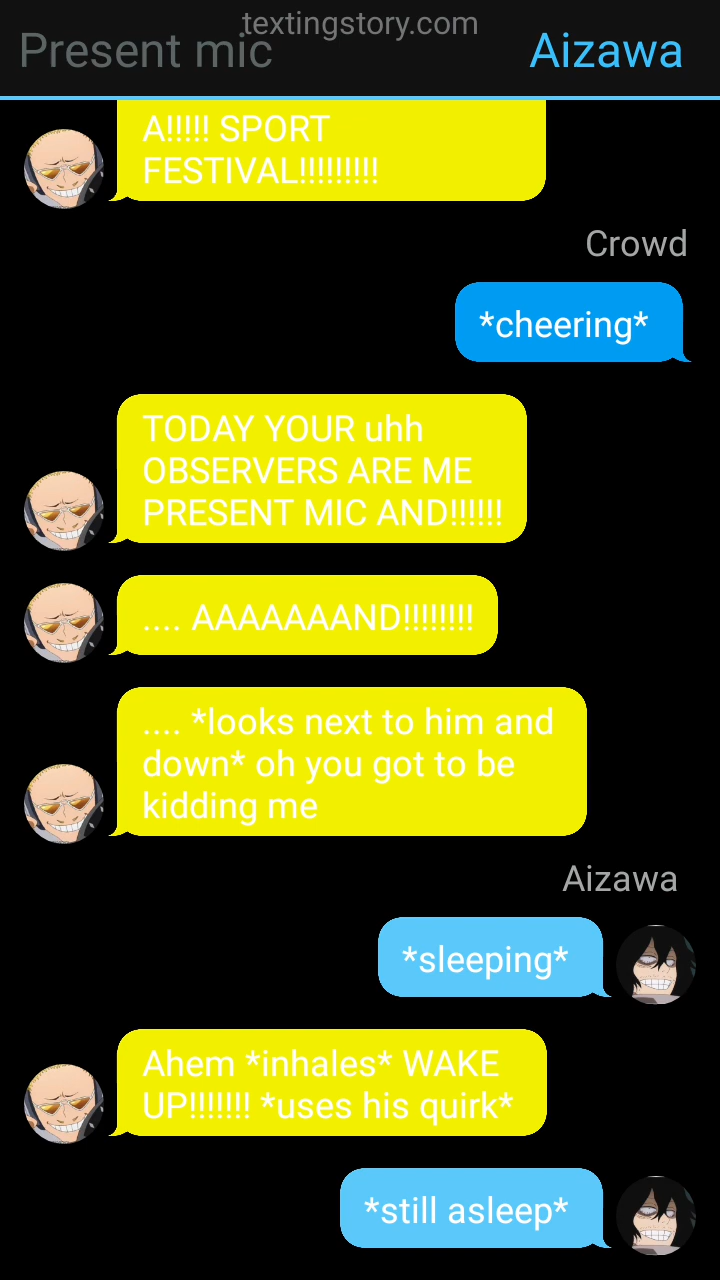 textingstory.com
Present mic
Aizawa
A!!!!! SPORT
FESTIVAL!!!!!!!!!
Crowd
*cheering*
TODAY YOUR uhh
OBSERVERS ARE ME
PRESENT MIC AND!!!!!!
.... AAAAAAAND!!!!!!!!
.... *looks next to him and
down* oh you got to be
kidding me
Aizawa
*sleeping*
Ahem *inhales* WAKE
UP!!!!!!! *uses his quirk*
*still asleep*